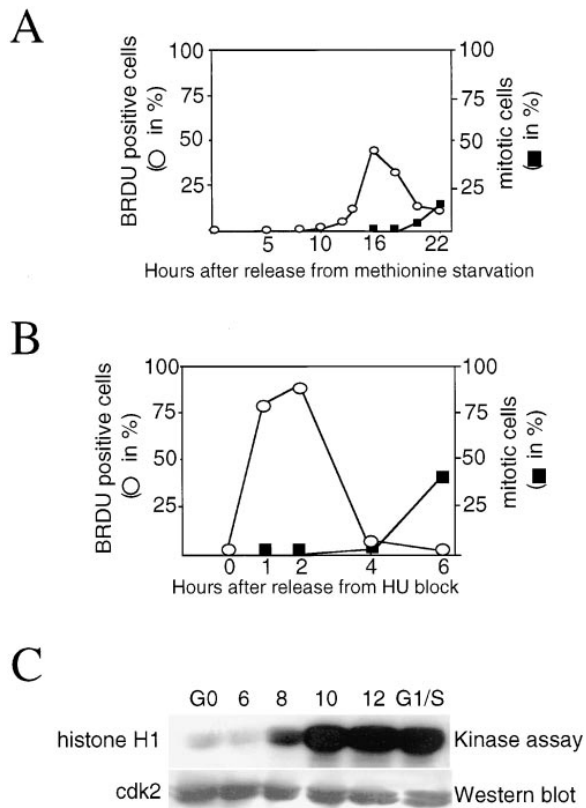 A
100
75
50
25
BRDU positive cells
(○ in %)
100
75
50
25
mitotic cells
(■ in %)
5 10 16 22
Hours after release from methionine starvation
B
100
75
50
25
BRDU positive cells
(○ in %)
100
75
50
25
mitotic cells
(■ in %)
0 1 2 4 6
Hours after release from HU block
C
G0 6 8 10 12 G1/S
histone H1 Kinase assay
cdk2 Western blot